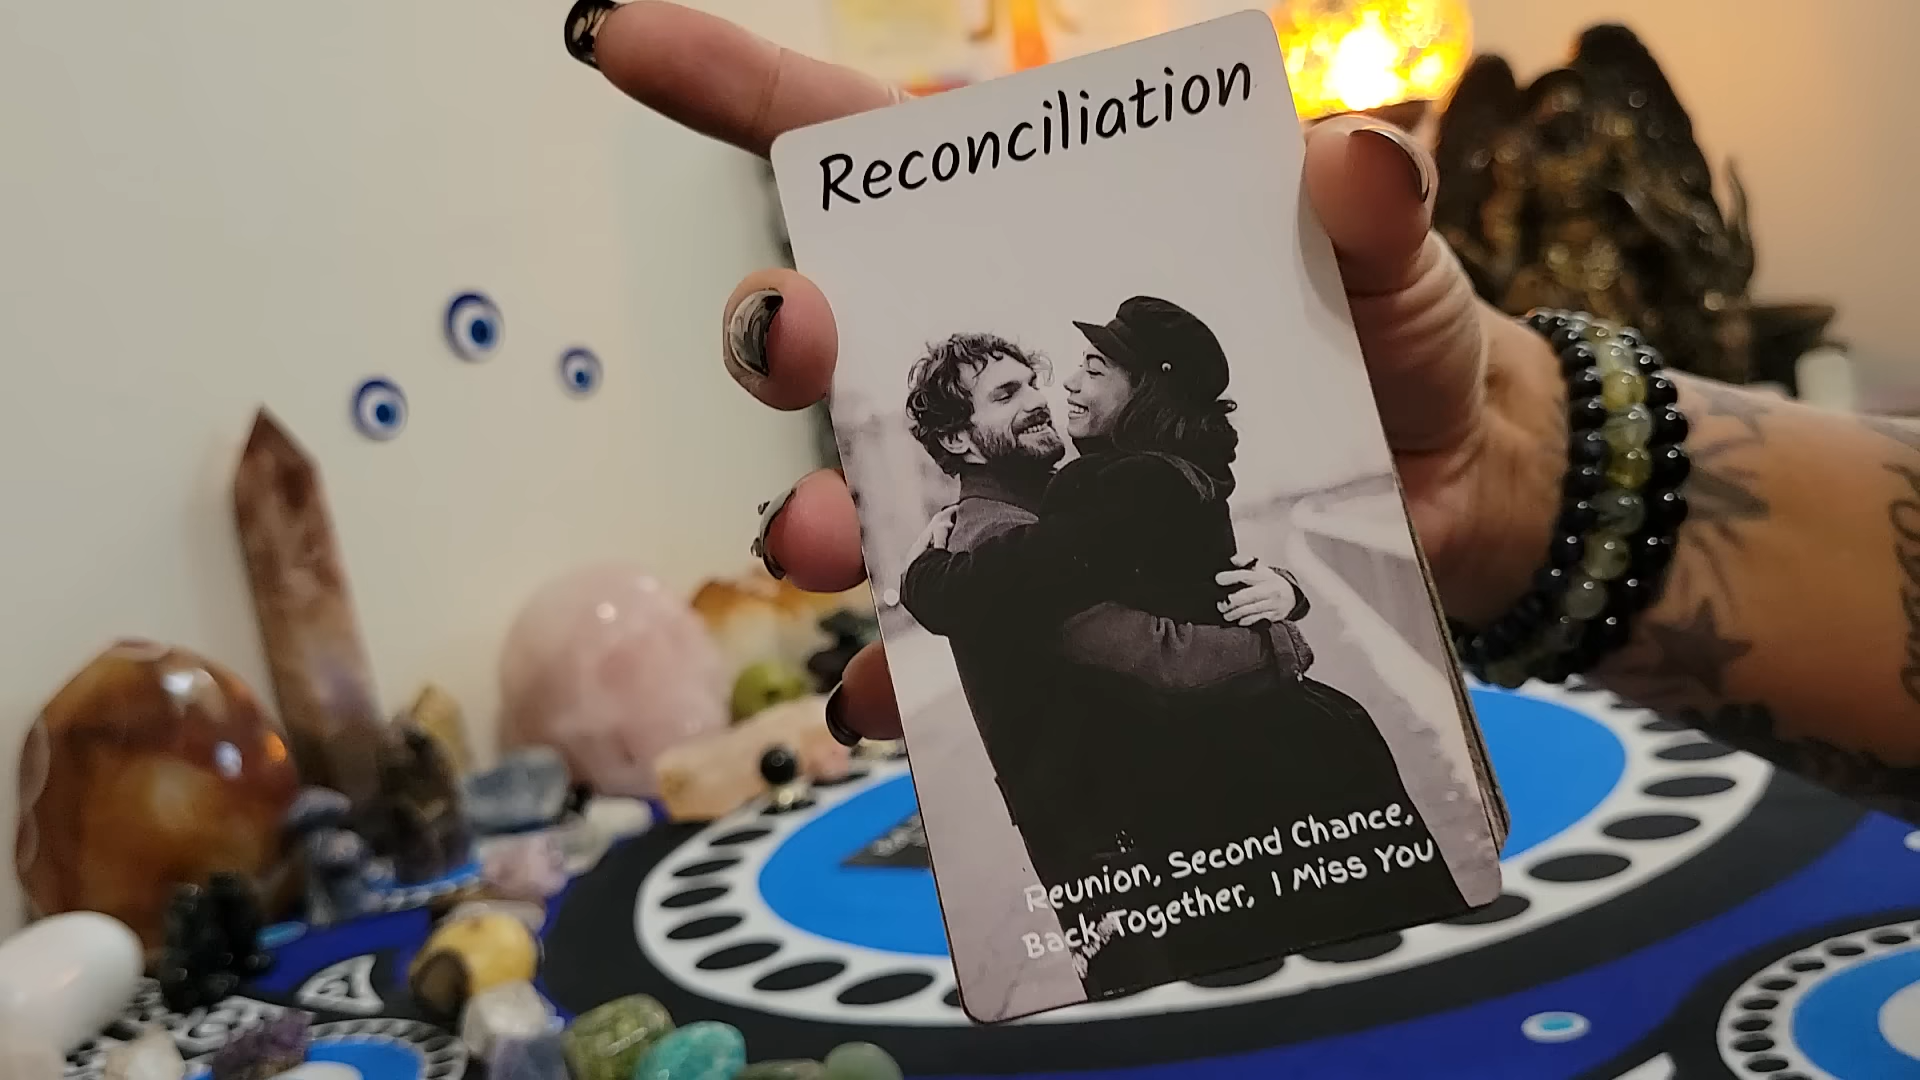 Reconciliation
Reunion, Second Chance,
Back Together, I Miss You